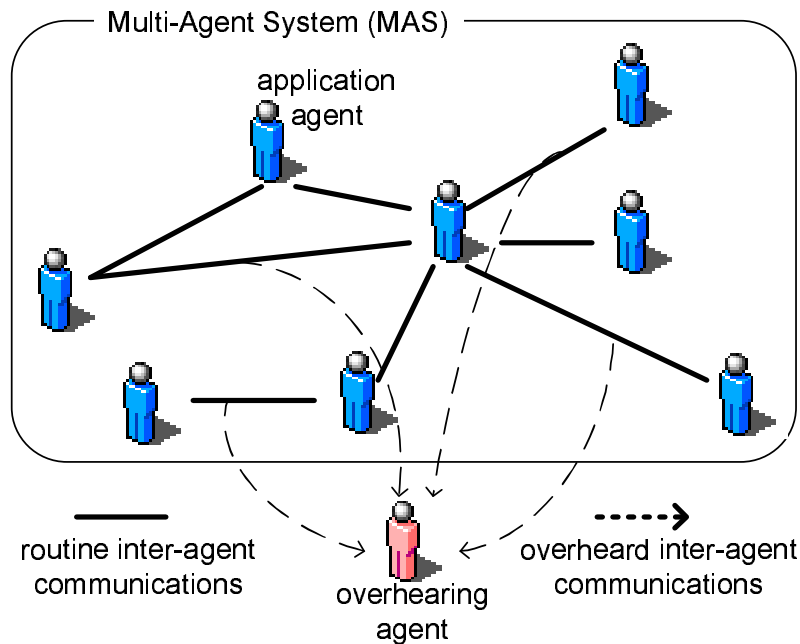 Multi-Agent System (MAS)
application
agent
routine inter-agent
communications
overhearing
agent
overheard inter-agent
communications